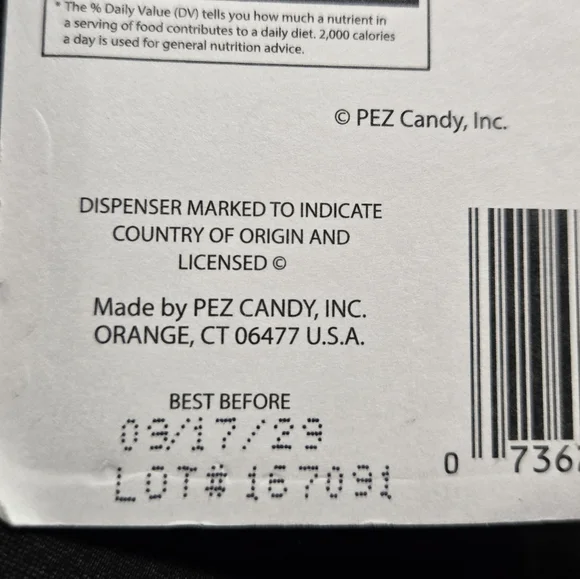 * The % Daily Value (DV) tells you how much a nutrient in
a serving of food contributes to a daily diet. 2,000 calories
a day is used for general nutrition advice.
© PEZ Candy, Inc.
DISPENSER MARKED TO INDICATE
COUNTRY OF ORIGIN AND
LICENSED ©
Made by PEZ CANDY, INC.
ORANGE, CT 06477 U.S.A.
BEST BEFORE
09/17/29
LOT# 167091
0 736